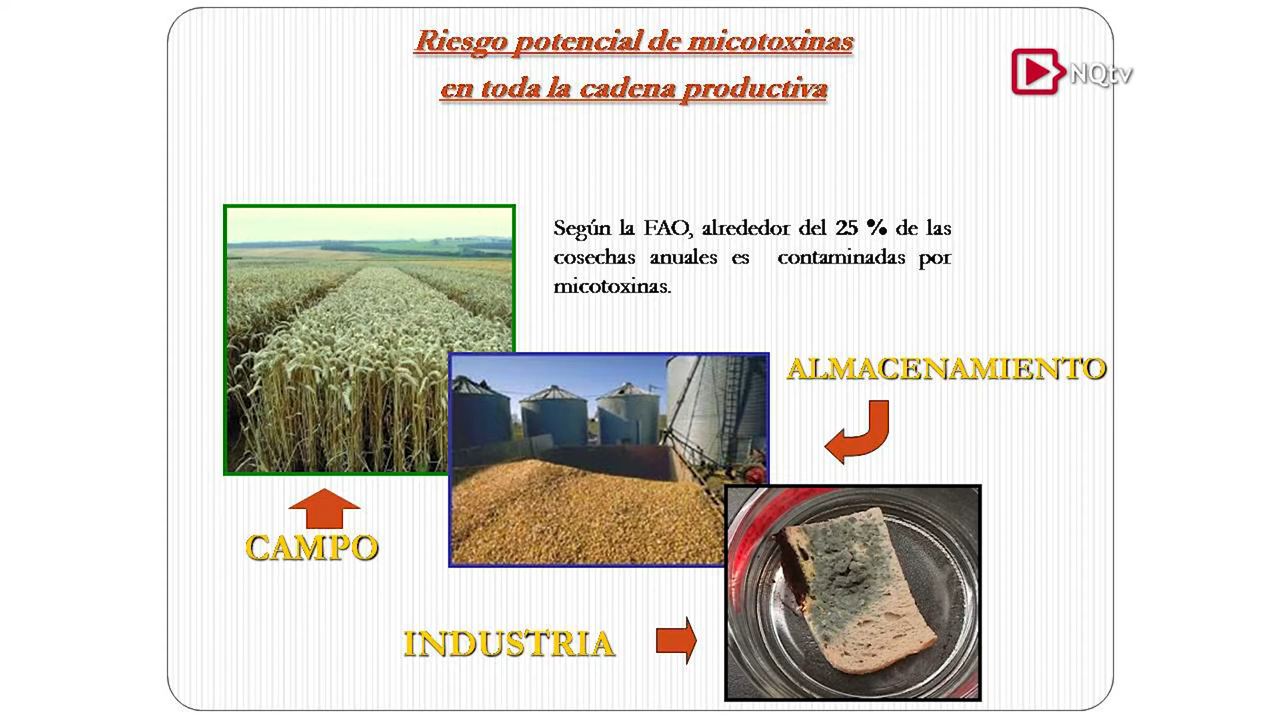 Riesgo potencial de micotoxinas
en toda la cadena productiva
NQtv
Según la FAO, alrededor del 25 % de las
cosechas anuales es contaminadas por
micotoxinas.
ALMACENAMIENTO
CAMPO
INDUSTRIA